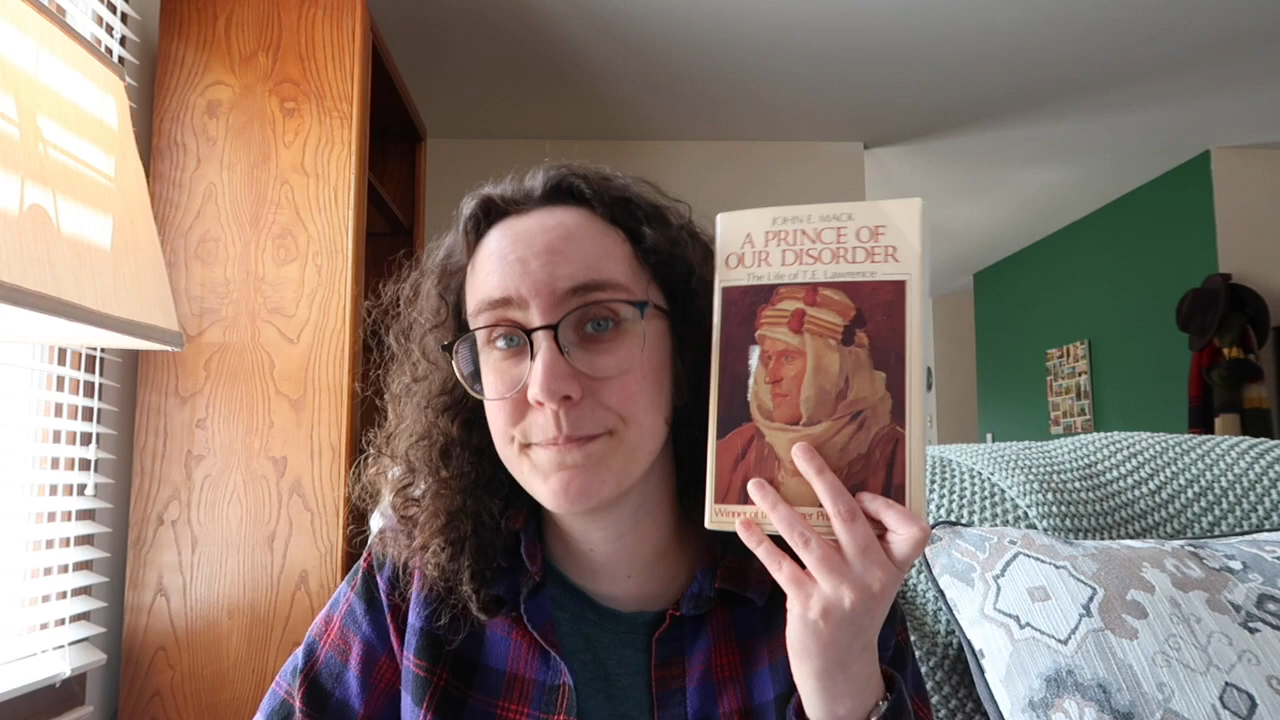 JOHN E. MACK
A PRINCE OF
OUR DISORDER
The Life of T.E. Lawrence
Winner of